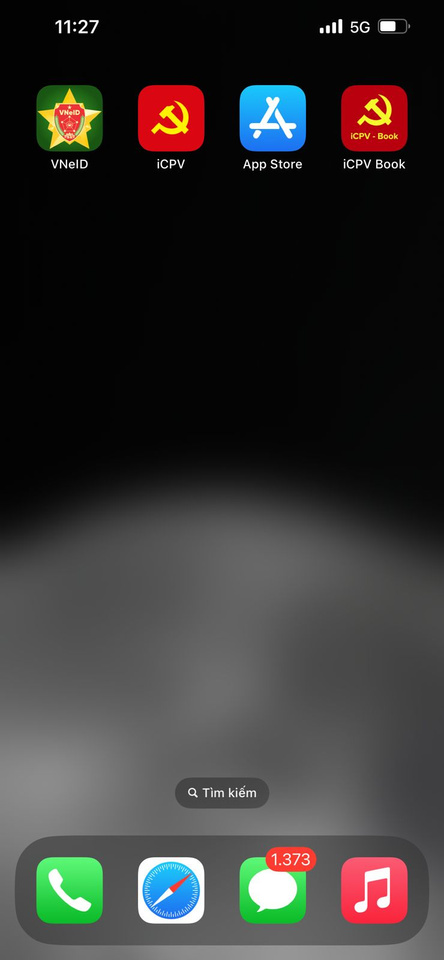 11:27
5G
VNeID
VNeID
iCPV
App Store
iCPV - Book
iCPV Book
Tìm kiếm
1.373